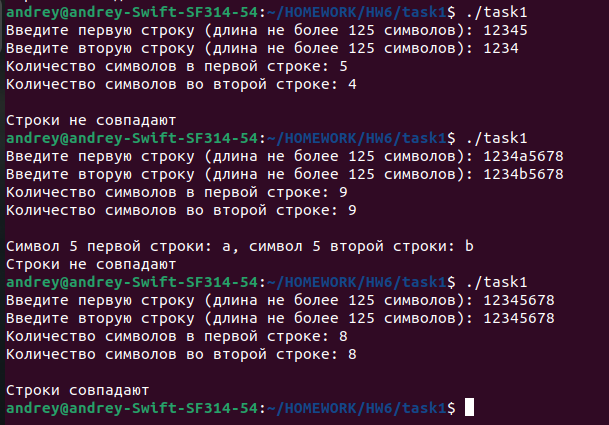 andrey@andrey-Swift-SF314-54:~/HOMEWORK/HW6/task1$ ./task1
Введите первую строку (длина не более 125 символов): 12345
Введите вторую строку (длина не более 125 символов): 1234
Количество символов в первой строке: 5
Количество символов во второй строке: 4
Строки не совпадают
andrey@andrey-Swift-SF314-54:~/HOMEWORK/HW6/task1$ ./task1
Введите первую строку (длина не более 125 символов): 1234a5678
Введите вторую строку (длина не более 125 символов): 1234b5678
Количество символов в первой строке: 9
Количество символов во второй строке: 9
Символ 5 первой строки: a, символ 5 второй строки: b
Строки не совпадают
andrey@andrey-Swift-SF314-54:~/HOMEWORK/HW6/task1$ ./task1
Введите первую строку (длина не более 125 символов): 12345678
Введите вторую строку (длина не более 125 символов): 12345678
Количество символов в первой строке: 8
Количество символов во второй строке: 8
Строки совпадают
andrey@andrey-Swift-SF314-54:~/HOMEWORK/HW6/task1$